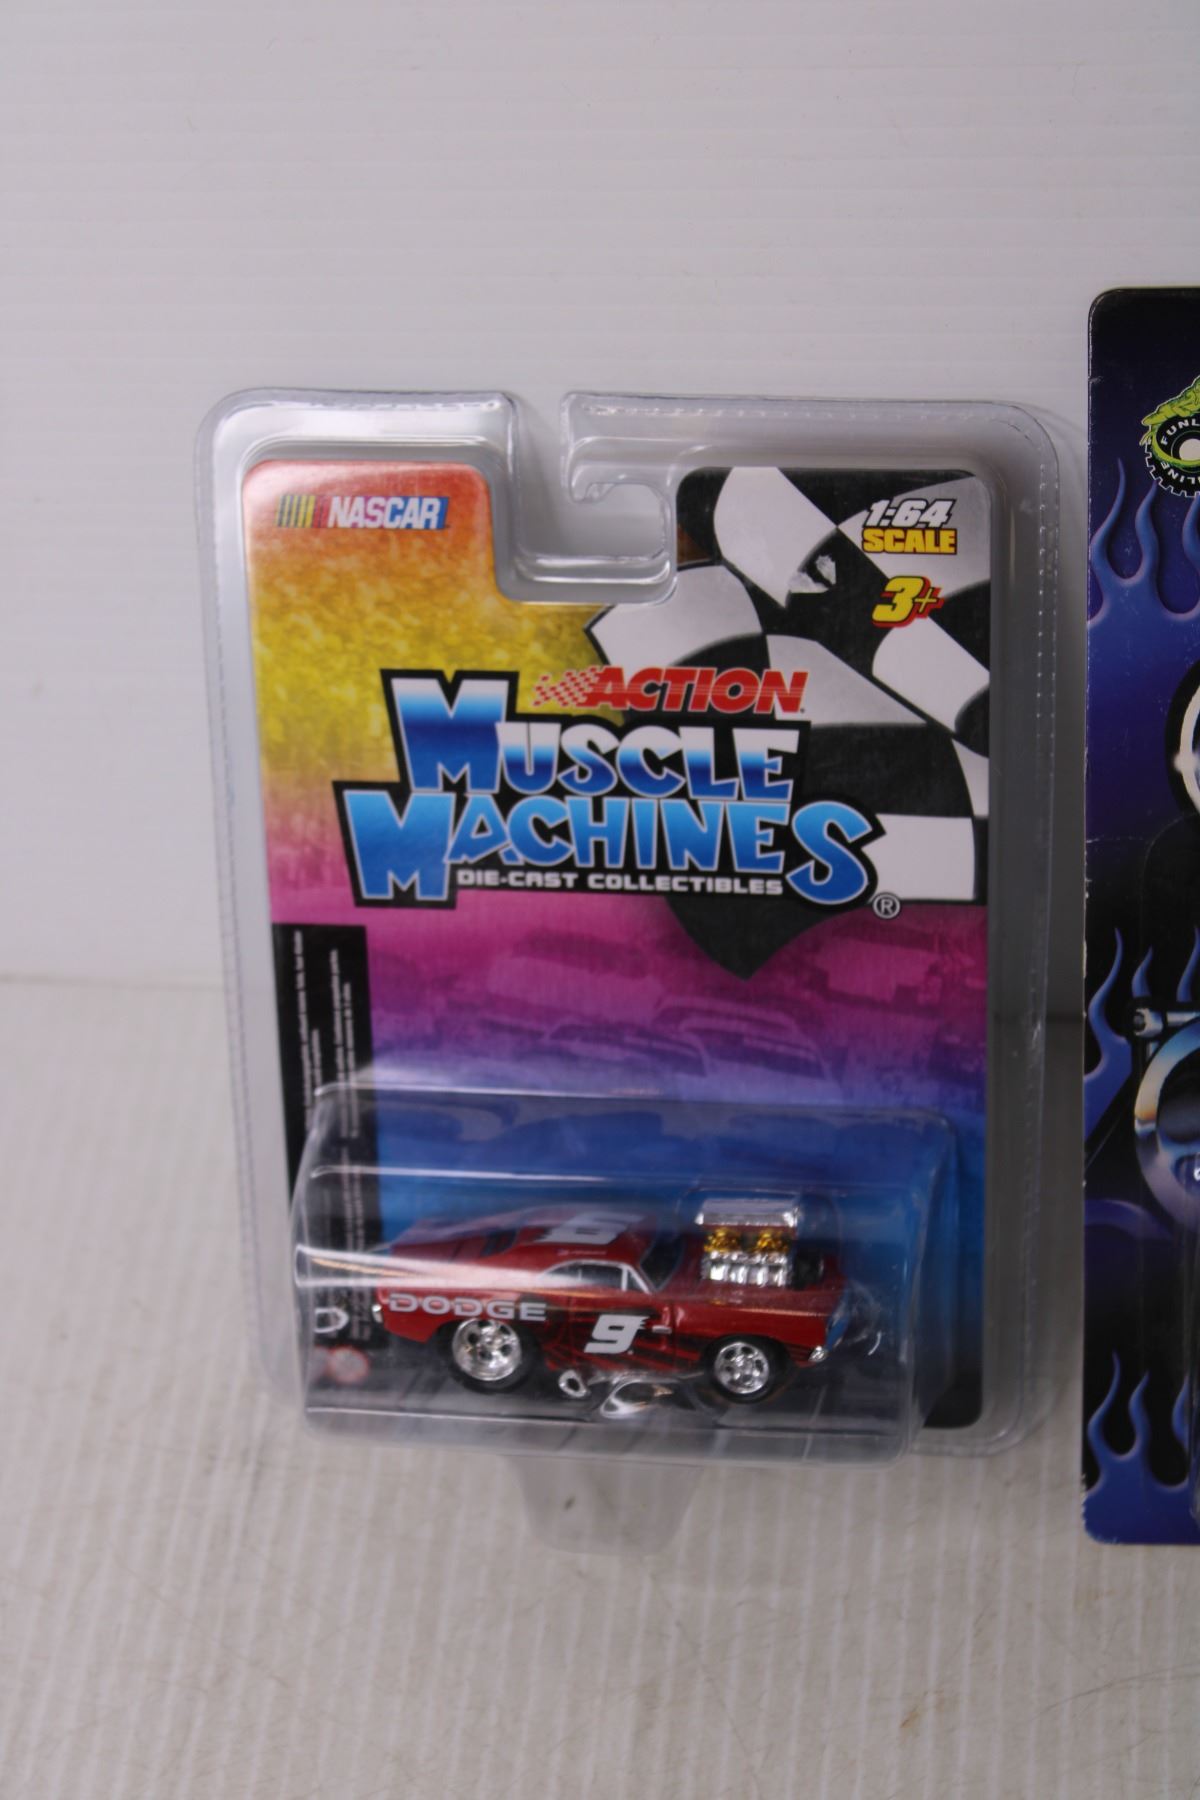 NASCAR
1:64
SCALE
3+
ACTION
MUSCLE
MACHINES
DIE-CAST COLLECTIBLES
®
DODGE
9